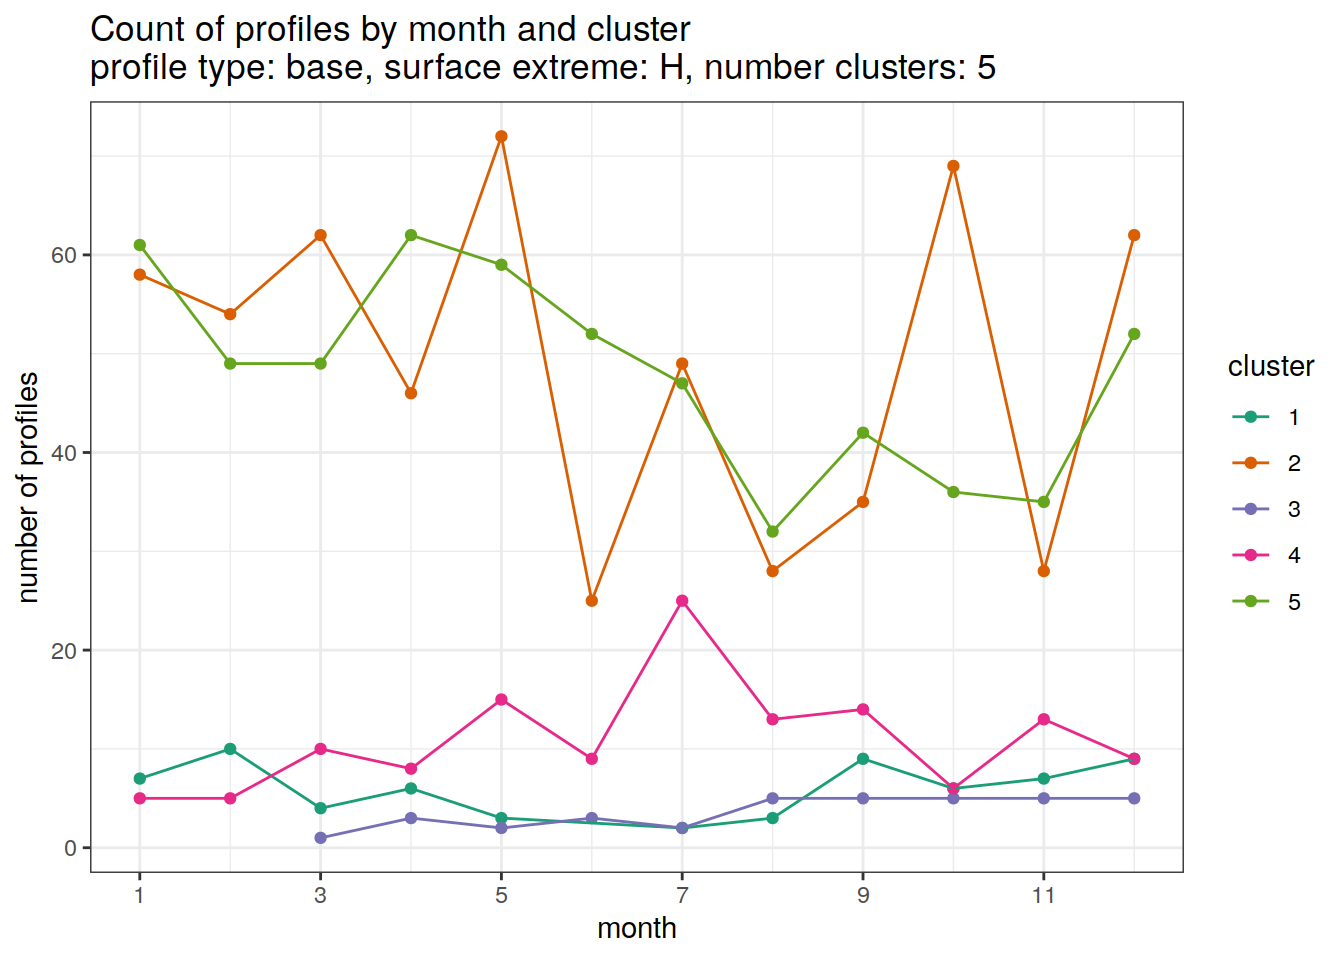 Count of profiles by month and cluster
profile type: base, surface extreme: H, number clusters: 5
number of profiles
60
40
20
0
1 3 5 7 9 11
month
cluster
1
2
3
4
5